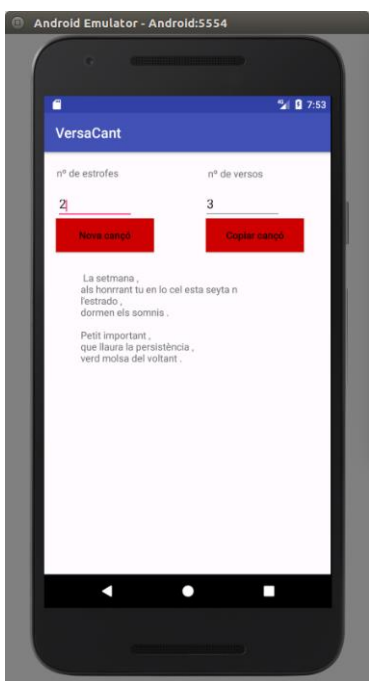 Android Emulator - Android:5554
7:53
VersaCant
nº de estrofes
nº de versos
2
3
Nova cançó
Copiar cançó
La setmana ,
als honrrant tu en lo cel esta seyta n
l'estrado ,
dormen els somnis .
Petit important ,
que llaura la persistència ,
verd molsa del voltant .